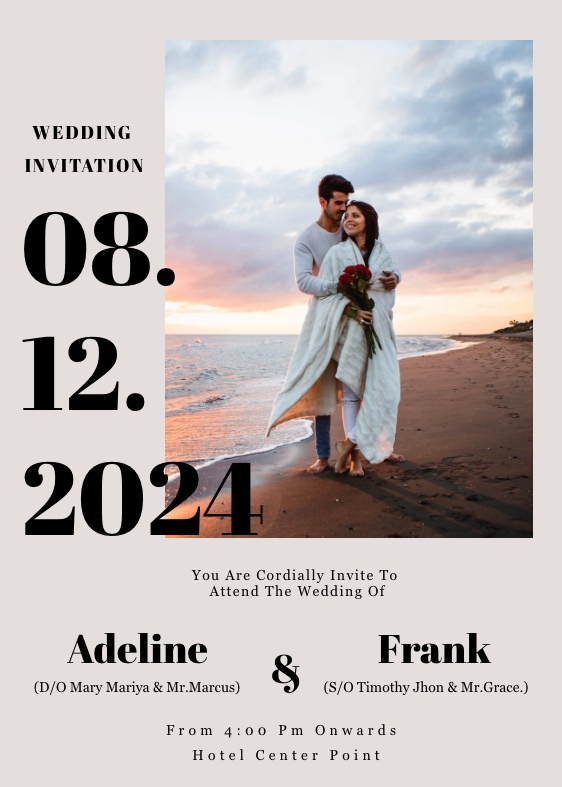 WEDDING
INVITATION
08.
12.
2024
You Are Cordially Invite To
Attend The Wedding Of
Adeline
(D/O Mary Mariya & Mr.Marcus)
&
Frank
(S/O Timothy Jhon & Mr.Grace.)
From 4:00 Pm Onwards
Hotel Center Point